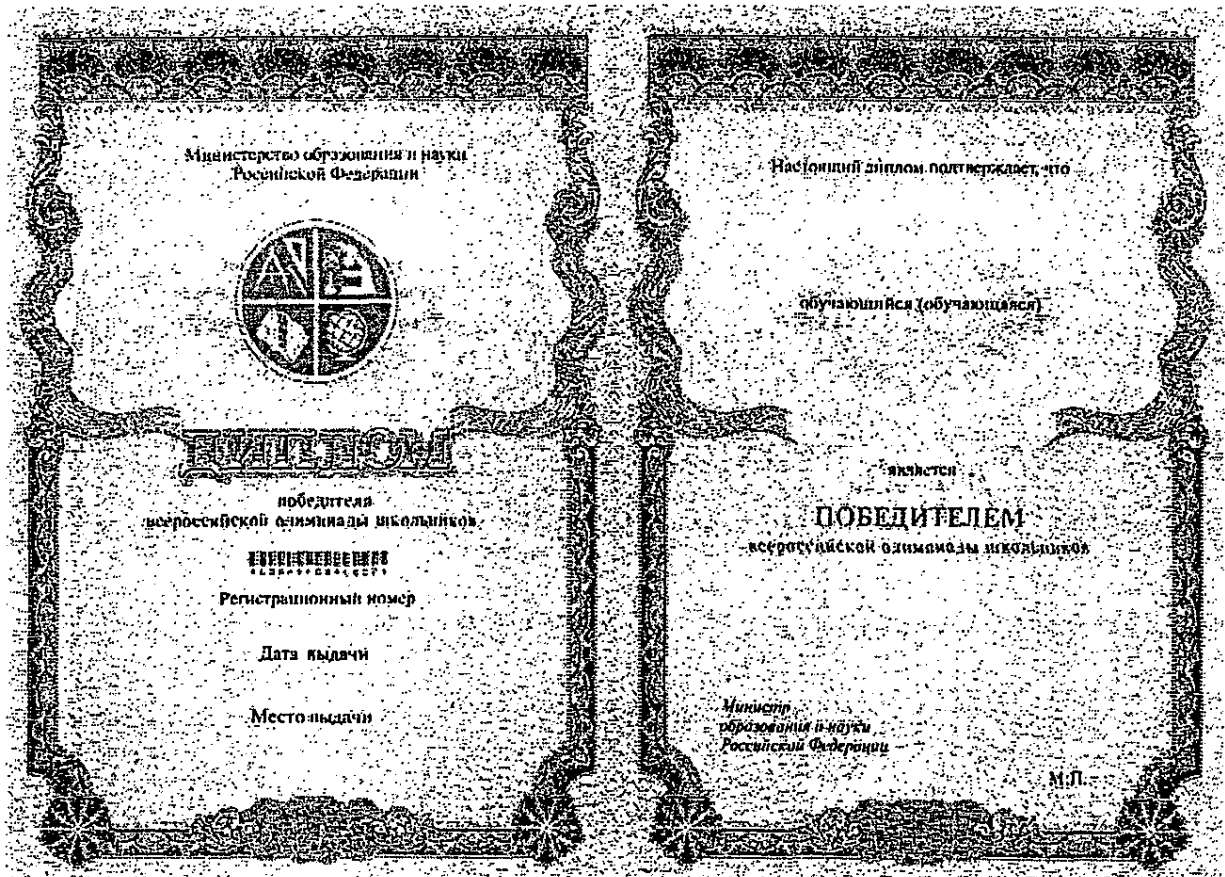 Министерство образования и науки
Российской Федерации
ДИПЛОМ
победителя
всероссийской олимпиады школьников
Регистрационный номер
Дата выдачи
Место выдачи
Настоящий диплом подтверждает, что
обучающийся (обучающаяся)
является
ПОБЕДИТЕЛЕМ
всероссийской олимпиады школьников
Министр
образования и науки
Российской Федерации
М.П.